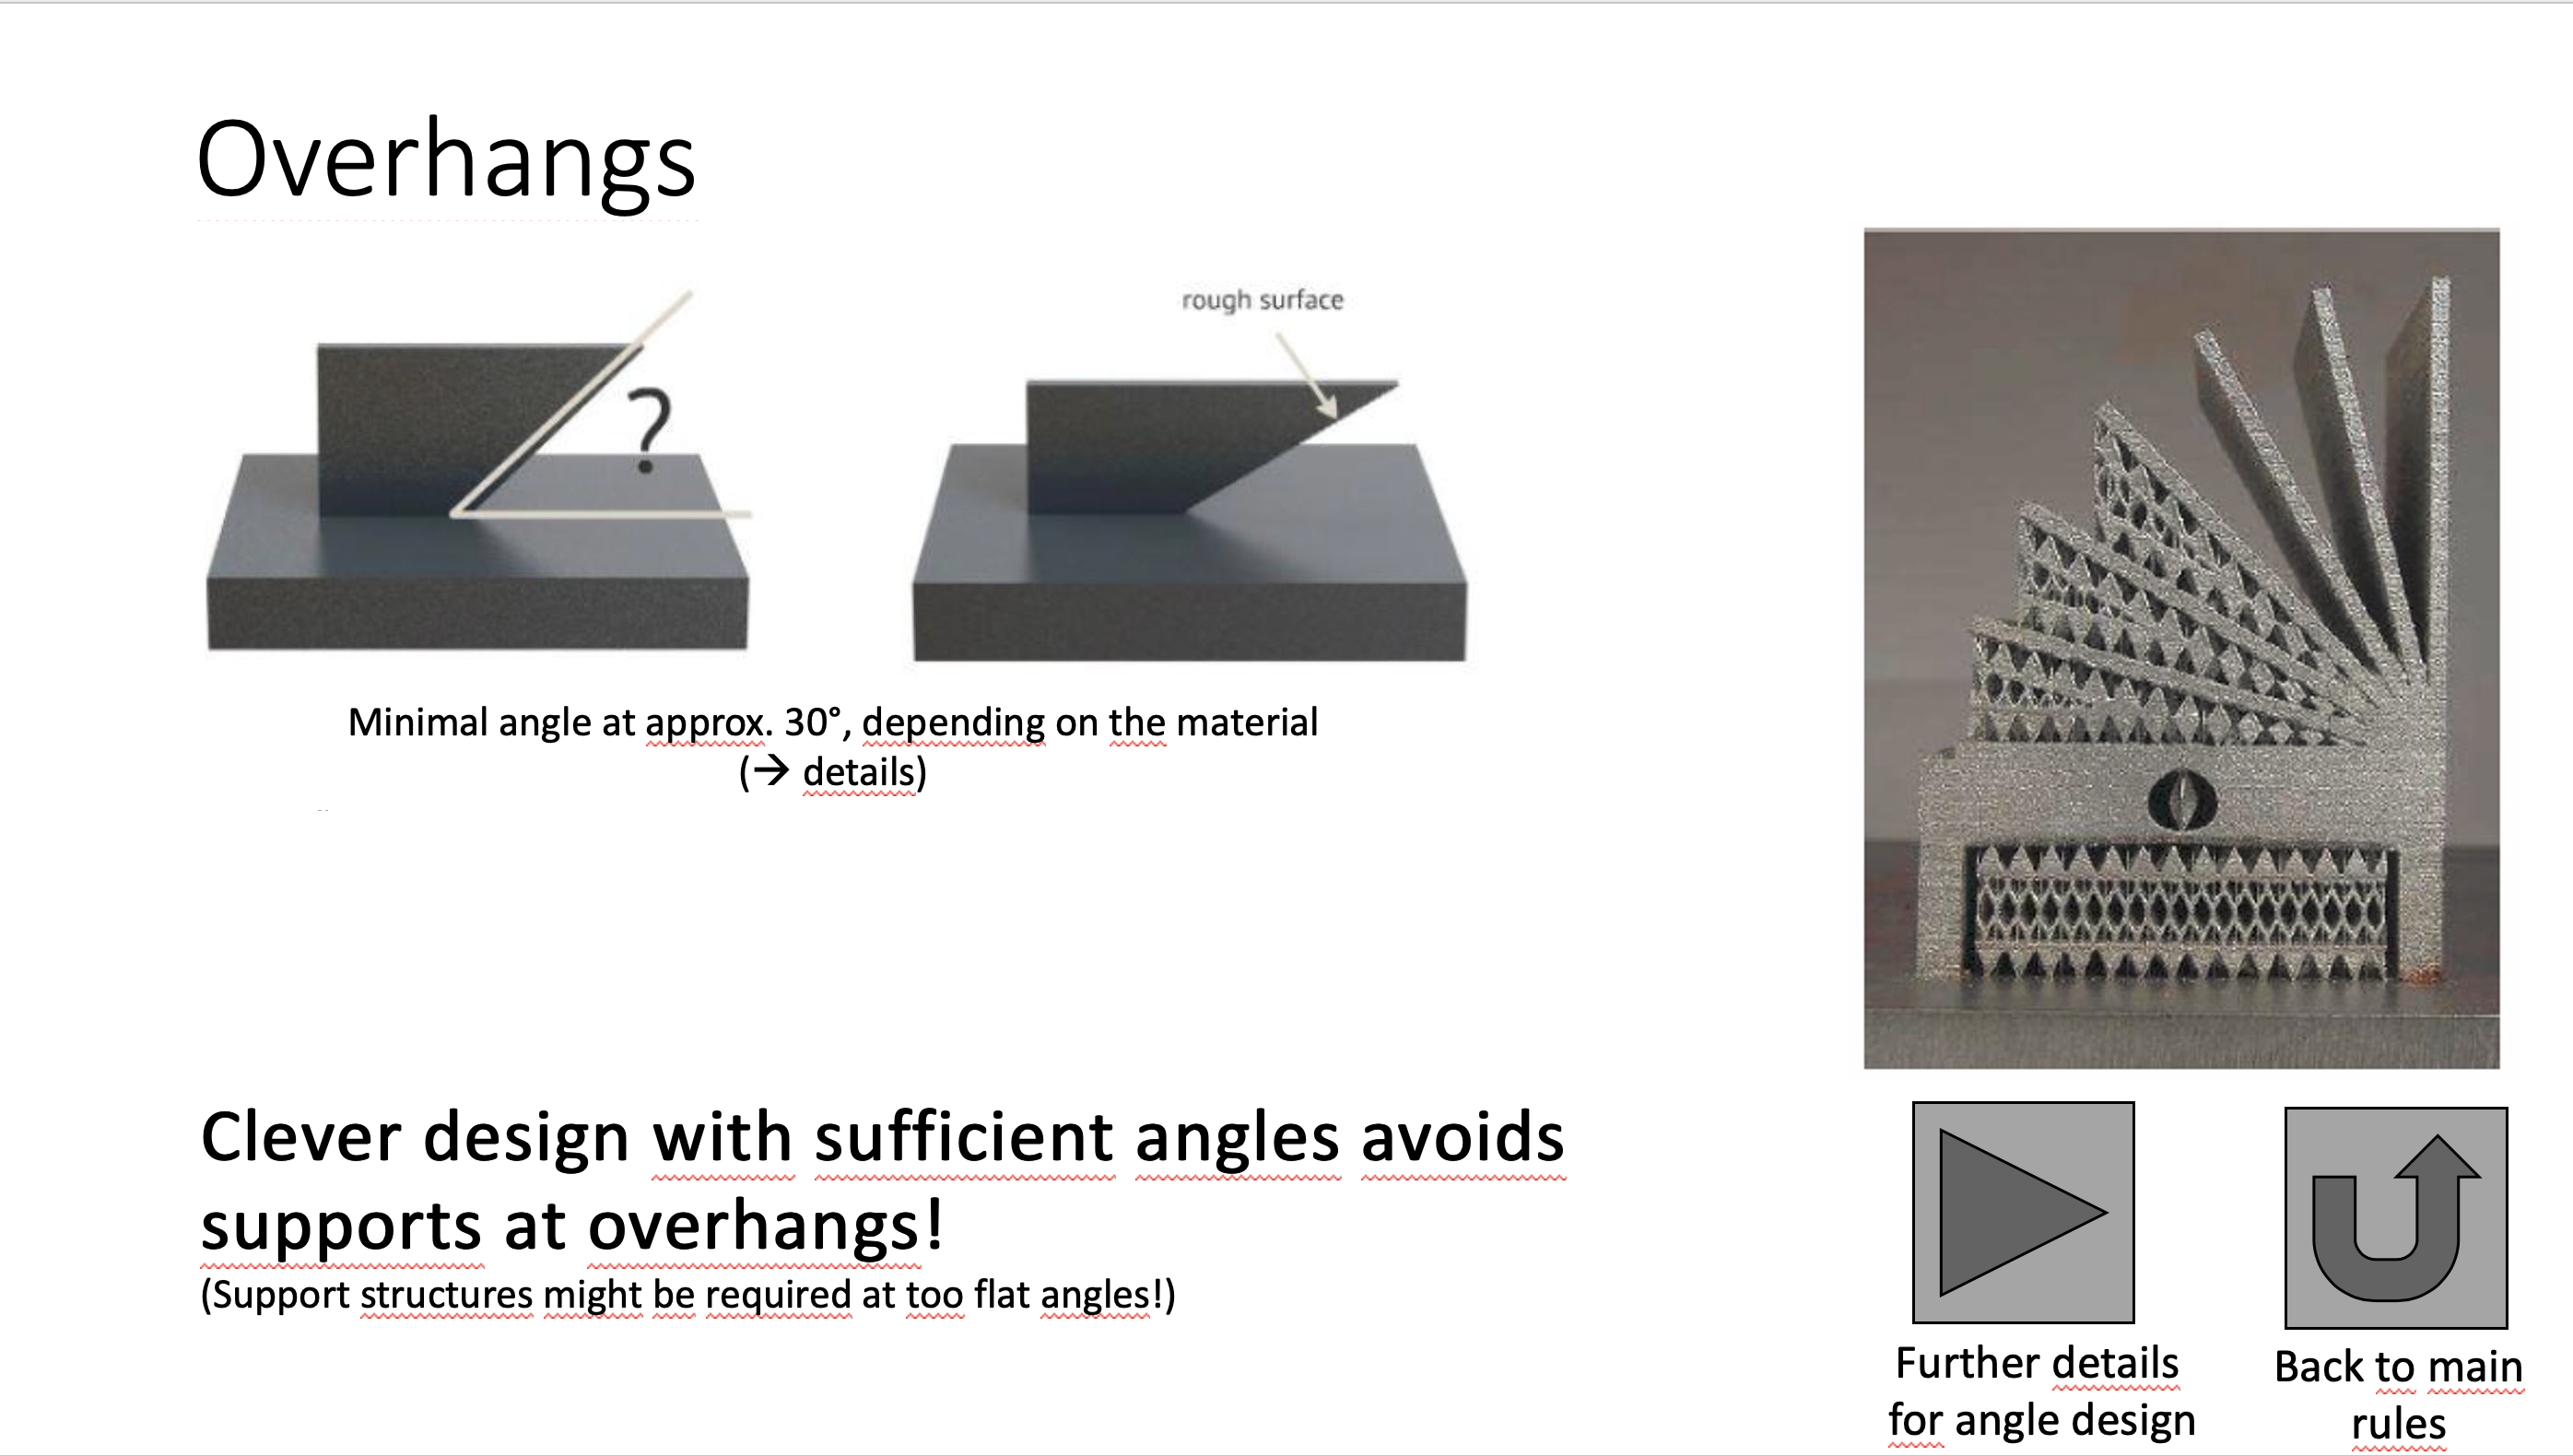 Overhangs
rough surface
?
Minimal angle at approx. 30°, depending on the material
(→ details)
Clever design with sufficient angles avoids
supports at overhangs!
(Support structures might be required at too flat angles!)
Further details
for angle design
Back to main
rules